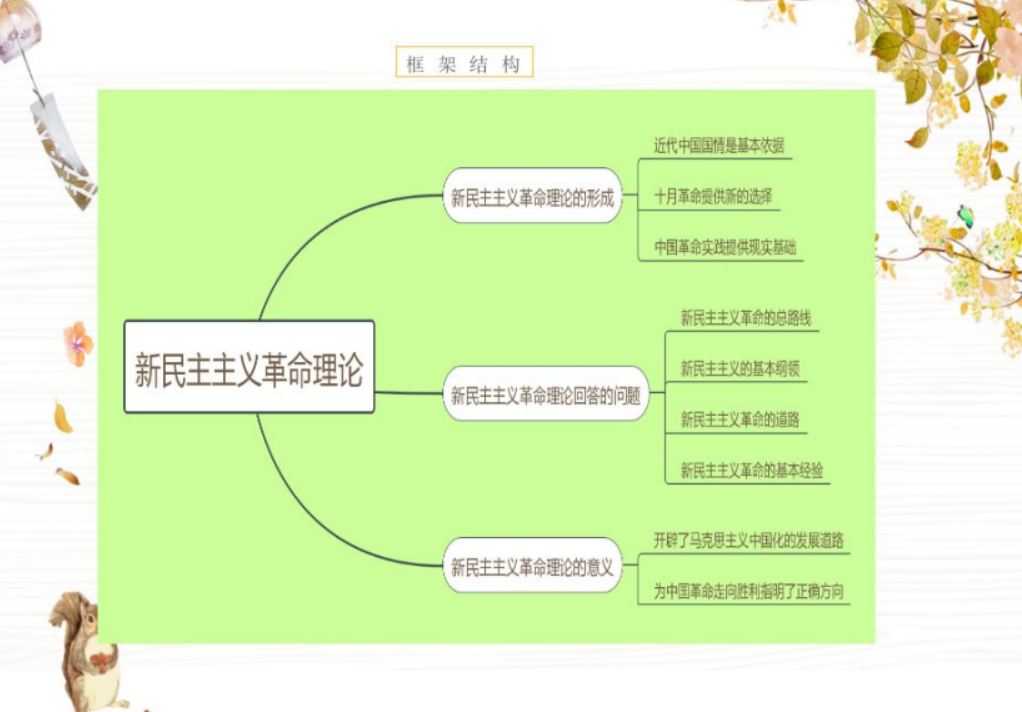 框架结构
新民主主义革命理论
新民主主义革命理论的形成
近代中国国情是基本依据
十月革命提供新的选择
中国革命实践提供现实基础
新民主主义革命理论回答的问题
新民主主义革命的总路线
新民主主义的基本纲领
新民主主义革命的道路
新民主主义革命的基本经验
新民主主义革命理论的意义
开辟了马克思主义中国化的发展道路
为中国革命走向胜利指明了正确方向